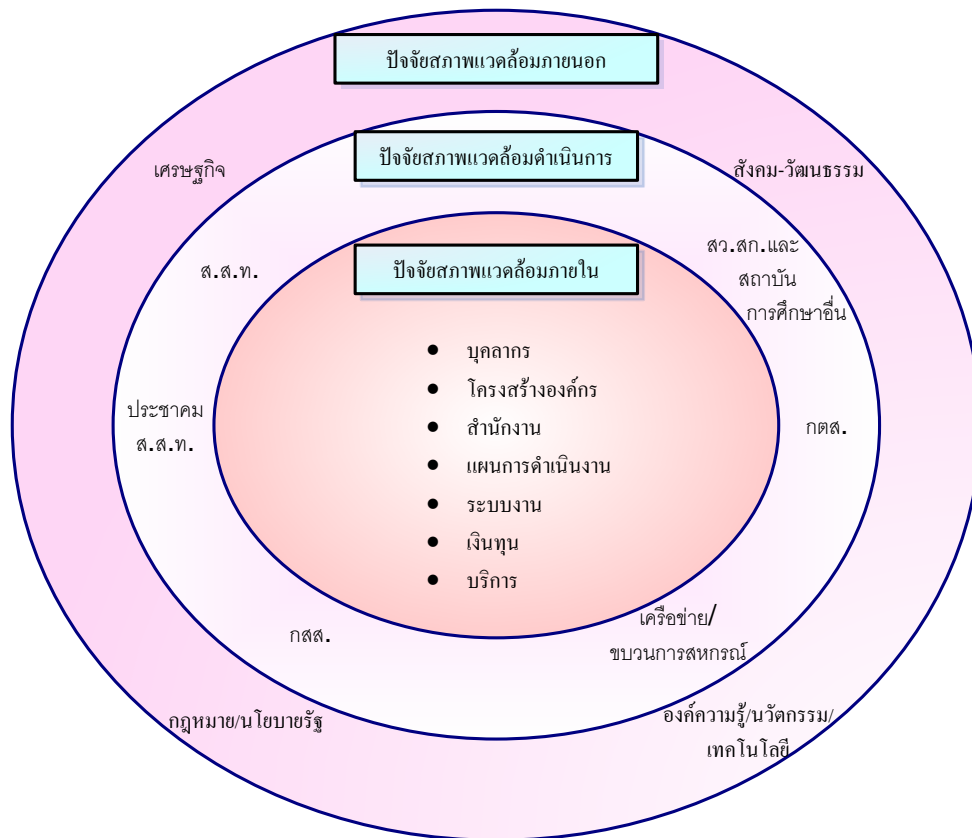 ปัจจัยสภาพแวดล้อมภายนอก
ปัจจัยสภาพแวดล้อมดำเนินการ
เศรษฐกิจ
สังคม-วัฒนธรรม
สว.สก.และ
สถาบัน
การศึกษาอื่น
ส.ส.ท.
ปัจจัยสภาพแวดล้อมภายใน
● บุคลากร
● โครงสร้างองค์กร
● สำนักงาน
● แผนการดำเนินงาน
● ระบบงาน
● เงินทุน
● บริการ
ประชาคม
ส.ส.ท.
กตส.
กสส.
เครือข่าย/
ขบวนการสหกรณ์
กฎหมาย/นโยบายรัฐ
องค์ความรู้/นวัตกรรม/
เทคโนโลยี